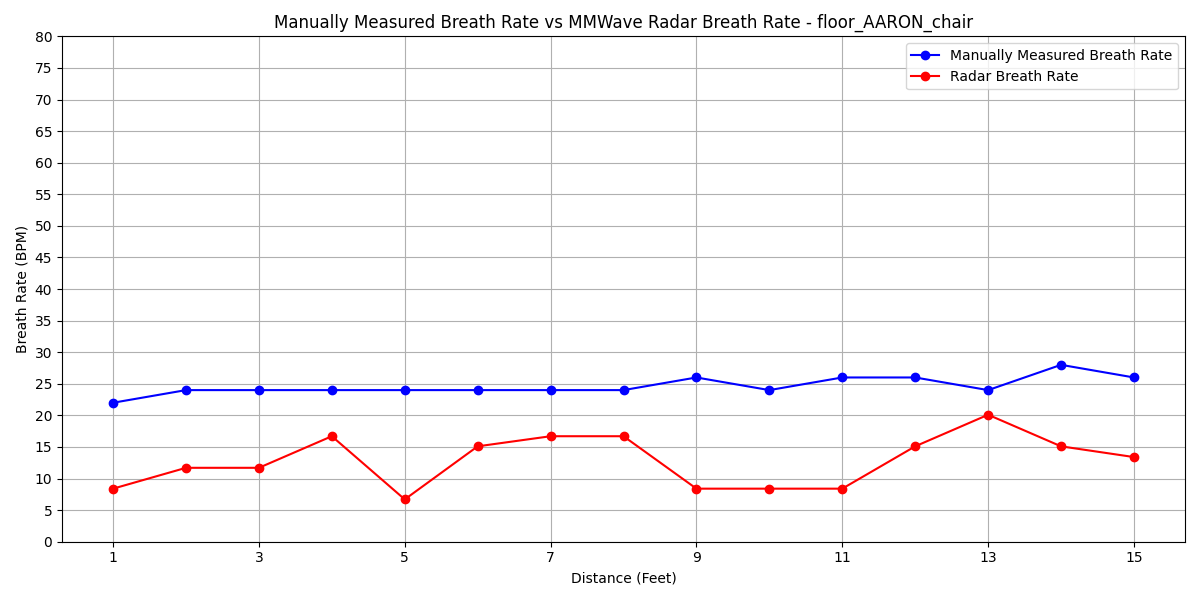 Manually Measured Breath Rate vs MMWave Radar Breath Rate - floor_AARON_chair
Manually Measured Breath Rate
Radar Breath Rate
80
75
70
65
60
55
50
45
40
35
30
25
20
15
10
5
0
Breath Rate (BPM)
1 3 5 7 9 11 13 15
Distance (Feet)